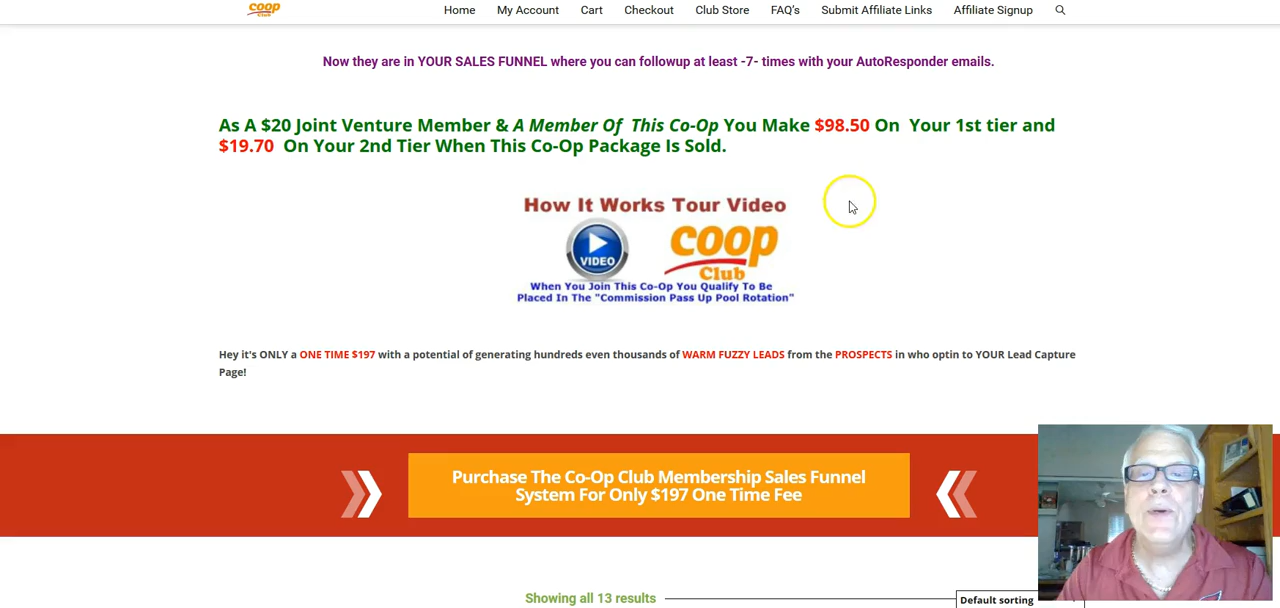 coop
Club
Home My Account Cart Checkout Club Store FAQ's Submit Affiliate Links Affiliate Signup
Now they are in YOUR SALES FUNNEL where you can followup at least -7- times with your AutoResponder emails.
As A $20 Joint Venture Member & A Member Of This Co-Op You Make $98.50 On Your 1st tier and
$19.70 On Your 2nd Tier When This Co-Op Package Is Sold.
How It Works Tour Video
VIDEO
coop
Club
When You Join This Co-Op You Qualify To Be
Placed In The "Commission Pass Up Pool Rotation"
Hey it's ONLY a ONE TIME $197 with a potential of generating hundreds even thousands of WARM FUZZY LEADS from the PROSPECTS in who optin to YOUR Lead Capture
Page!
Purchase The Co-Op Club Membership Sales Funnel
System For Only $197 One Time Fee
Showing all 13 results
Default sorting